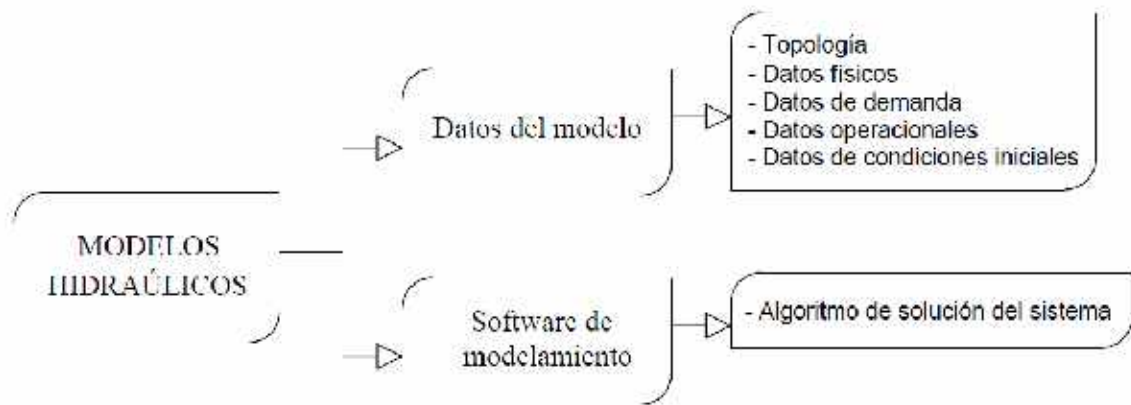 MODELOS
HIDRAÚLICOS
Datos del modelo
- Topología
- Datos físicos
- Datos de demanda
- Datos operacionales
- Datos de condiciones iniciales
Software de
modelamiento
- Algoritmo de solución del sistema